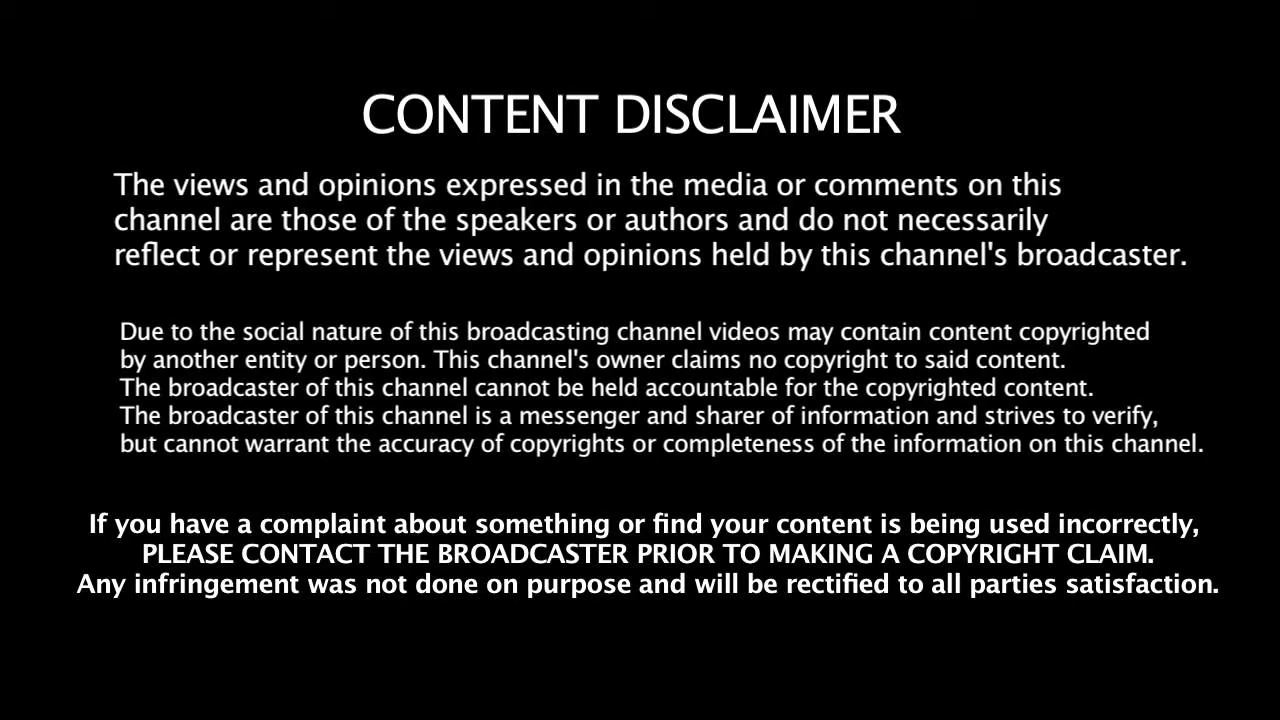 CONTENT DISCLAIMER
The views and opinions expressed in the media or comments on this
channel are those of the speakers or authors and do not necessarily
reflect or represent the views and opinions held by this channel's broadcaster.
Due to the social nature of this broadcasting channel videos may contain content copyrighted
by another entity or person. This channel's owner claims no copyright to said content.
The broadcaster of this channel cannot be held accountable for the copyrighted content.
The broadcaster of this channel is a messenger and sharer of information and strives to verify,
but cannot warrant the accuracy of copyrights or completeness of the information on this channel.
If you have a complaint about something or find your content is being used incorrectly,
PLEASE CONTACT THE BROADCASTER PRIOR TO MAKING A COPYRIGHT CLAIM.
Any infringement was not done on purpose and will be rectified to all parties satisfaction.